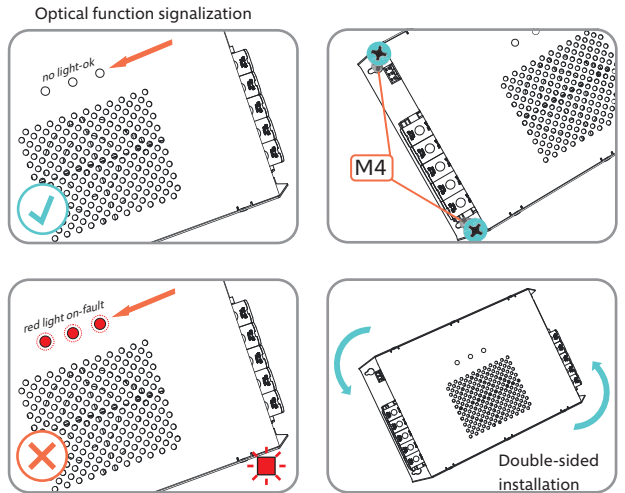 Optical function signalization
no light-ok
M4
red light on-fault
Double-sided
installation